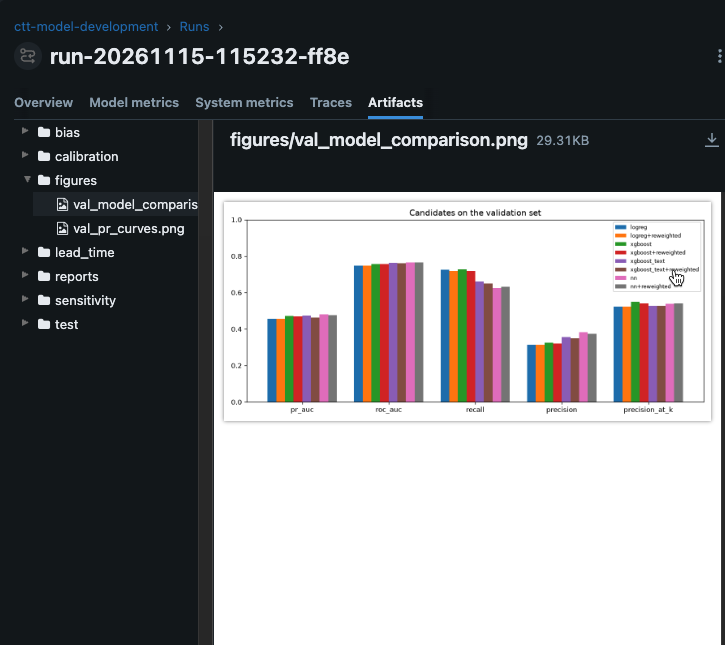 ctt-model-development › Runs ›
run-20261115-115232-ff8e
Overview Model metrics System metrics Traces Artifacts
bias
calibration
figures
val_model_comparis
val_pr_curves.png
lead_time
reports
sensitivity
test
figures/val_model_comparison.png 29.31KB
Candidates on the validation set
1.0
0.8
0.6
0.4
0.2
0.0
logreg
logreg+reweighted
xgboost
xgboost+reweighted
xgboost_text
xgboost_text+reweighted
nn
nn+reweighted
pr_auc roc_auc recall precision precision_at_k